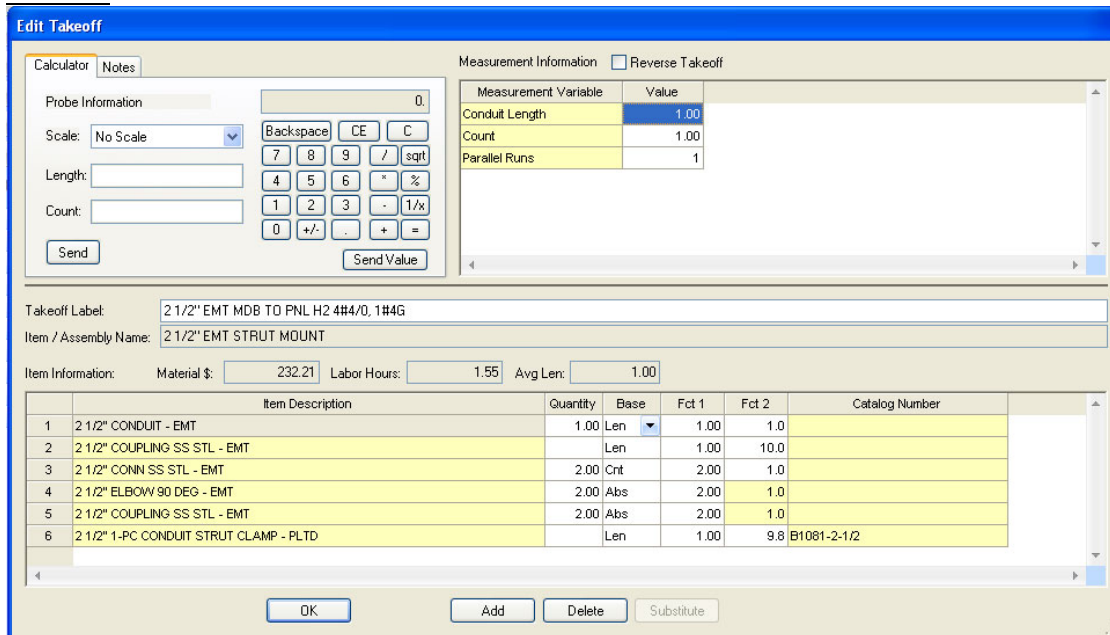 Edit Takeoff
Calculator Notes
Probe Information
0.
Scale: No Scale
Backspace CE C
7 8 9 / sqrt
Length:
4 5 6 * %
Count:
1 2 3 - 1/x
0 +/- . + =
Send
Send Value
Measurement Information Reverse Takeoff
Measurement Variable Value
Conduit Length 1.00
Count 1.00
Parallel Runs 1
Takeoff Label: 2 1/2" EMT MDB TO PNL H2 4#4/0, 1#4G
Item / Assembly Name: 2 1/2" EMT STRUT MOUNT
Item Information: Material $: 232.21 Labor Hours: 1.55 Avg Len: 1.00
Item Description Quantity Base Fct 1 Fct 2 Catalog Number
1 2 1/2" CONDUIT - EMT 1.00 Len 1.00 1.0
2 2 1/2" COUPLING SS STL - EMT Len 1.00 10.0
3 2 1/2" CONN SS STL - EMT 2.00 Cnt 2.00 1.0
4 2 1/2" ELBOW 90 DEG - EMT 2.00 Abs 2.00 1.0
5 2 1/2" COUPLING SS STL - EMT 2.00 Abs 2.00 1.0
6 2 1/2" 1-PC CONDUIT STRUT CLAMP - PLTD Len 1.00 9.8 B1081-2-1/2
OK Add Delete Substitute